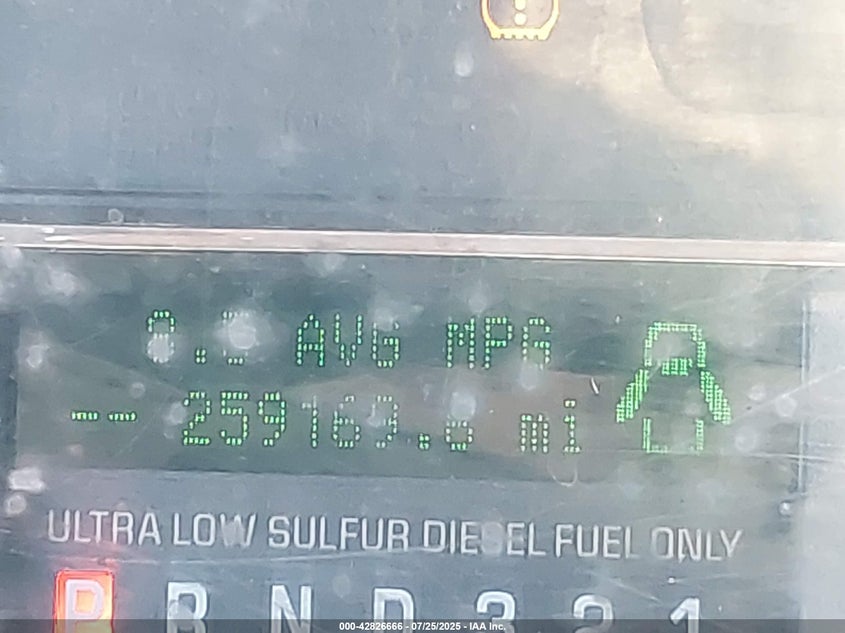 AVG MPG
-- mi
ULTRA LOW SULFUR DIESEL FUEL ONLY
P R N D 3 2 1
000-42826666 - 07/25/2025 - IAA Inc.